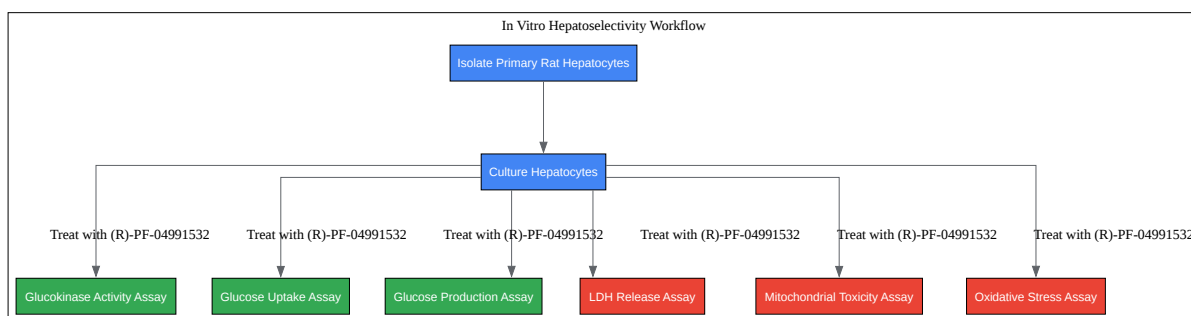 In Vitro Hepatoselectivity Workflow
Isolate Primary Rat Hepatocytes
Culture Hepatocytes
Treat with (R)-PF-04991532
Treat with (R)-PF-04991532
Treat with (R)-PF-04991532
Treat with (R)-PF-04991532
Treat with (R)-PF-04991532
Treat with (R)-PF-04991532
Glucokinase Activity Assay
Glucose Uptake Assay
Glucose Production Assay
LDH Release Assay
Mitochondrial Toxicity Assay
Oxidative Stress Assay